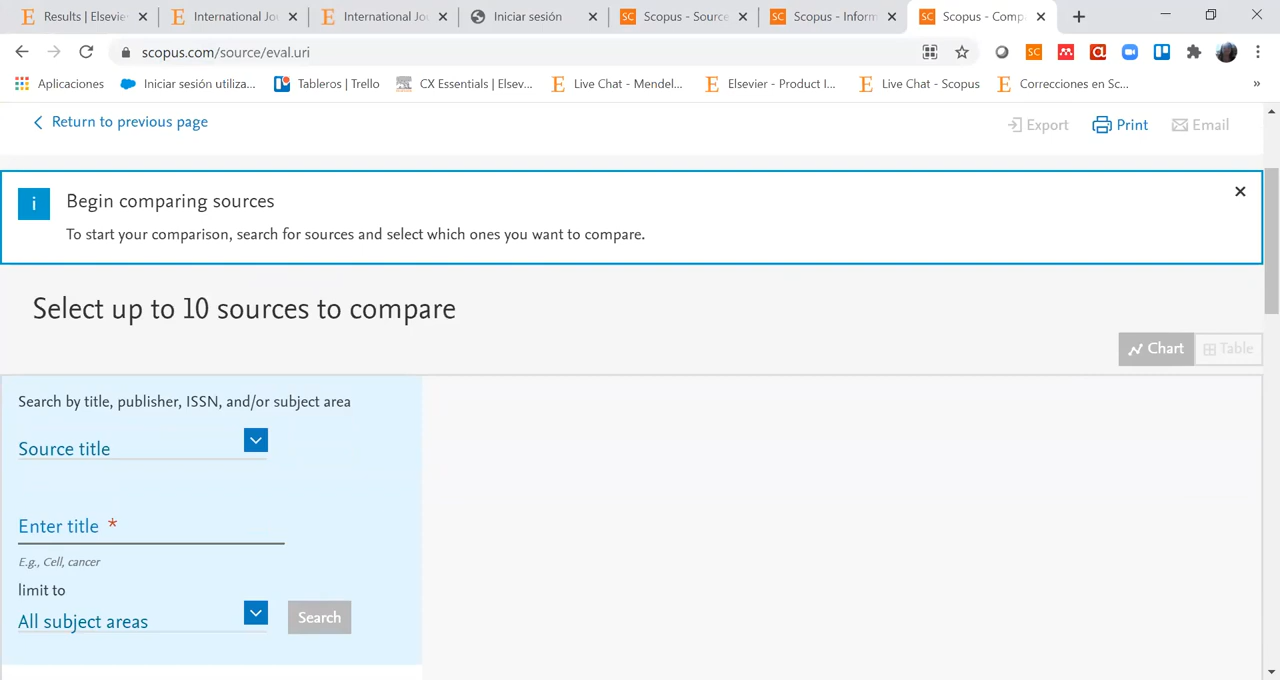 Results | Elsevie
International Jou
International Jou
Iniciar sesión
Scopus - Source
Scopus - Inform
Scopus - Compa
scopus.com/source/eval.uri
Aplicaciones
Iniciar sesión utiliza...
Tableros | Trello
CX Essentials | Elsev...
Live Chat - Mendel...
Elsevier - Product I...
Live Chat - Scopus
Correcciones en Sc...
»
Return to previous page
Export
Print
Email
i
Begin comparing sources
To start your comparison, search for sources and select which ones you want to compare.
Select up to 10 sources to compare
Chart
Table
Search by title, publisher, ISSN, and/or subject area
Source title
Enter title *
E.g., Cell, cancer
limit to
All subject areas
Search